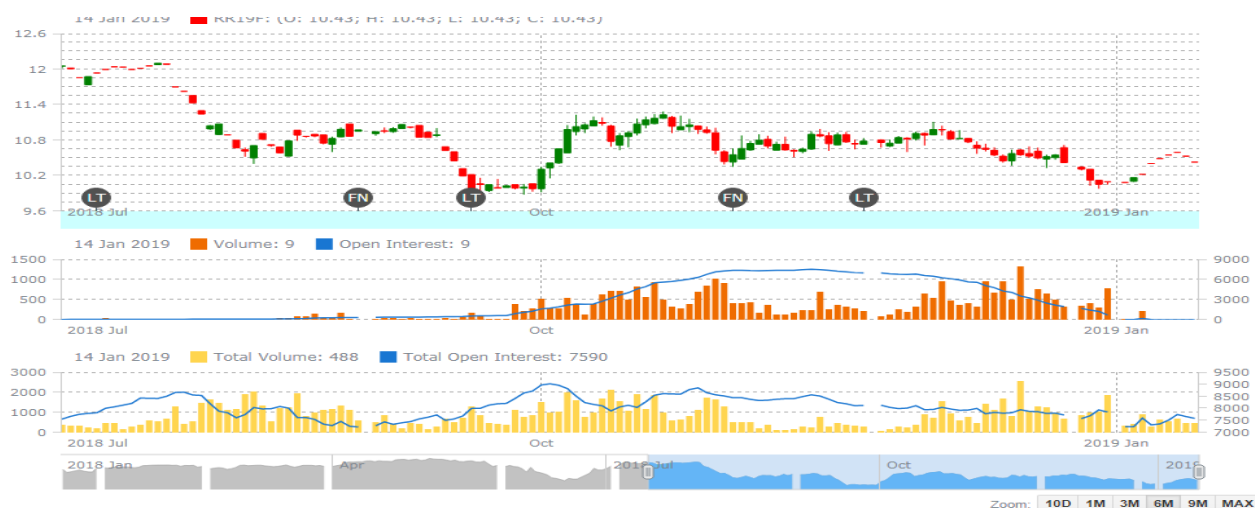 14 Jan 2019 RR19F: (O: 10.43; H: 10.43; L: 10.43; C: 10.43)
12.6
12
11.4
10.8
10.2
9.6
LT FN LT FN LT
2018 Jul Oct 2019 Jan
14 Jan 2019 Volume: 9 Open Interest: 9
1500 9000
1000 6000
500 3000
0 0
2018 Jul Oct 2019 Jan
14 Jan 2019 Total Volume: 488 Total Open Interest: 7590
3000 9500
9000
2000 8500
8000
1000 7500
0 7000
2018 Jul Oct 2019 Jan
2018 Jan Apr Jul Oct
Zoom: 10D 1M 3M 6M 9M MAX